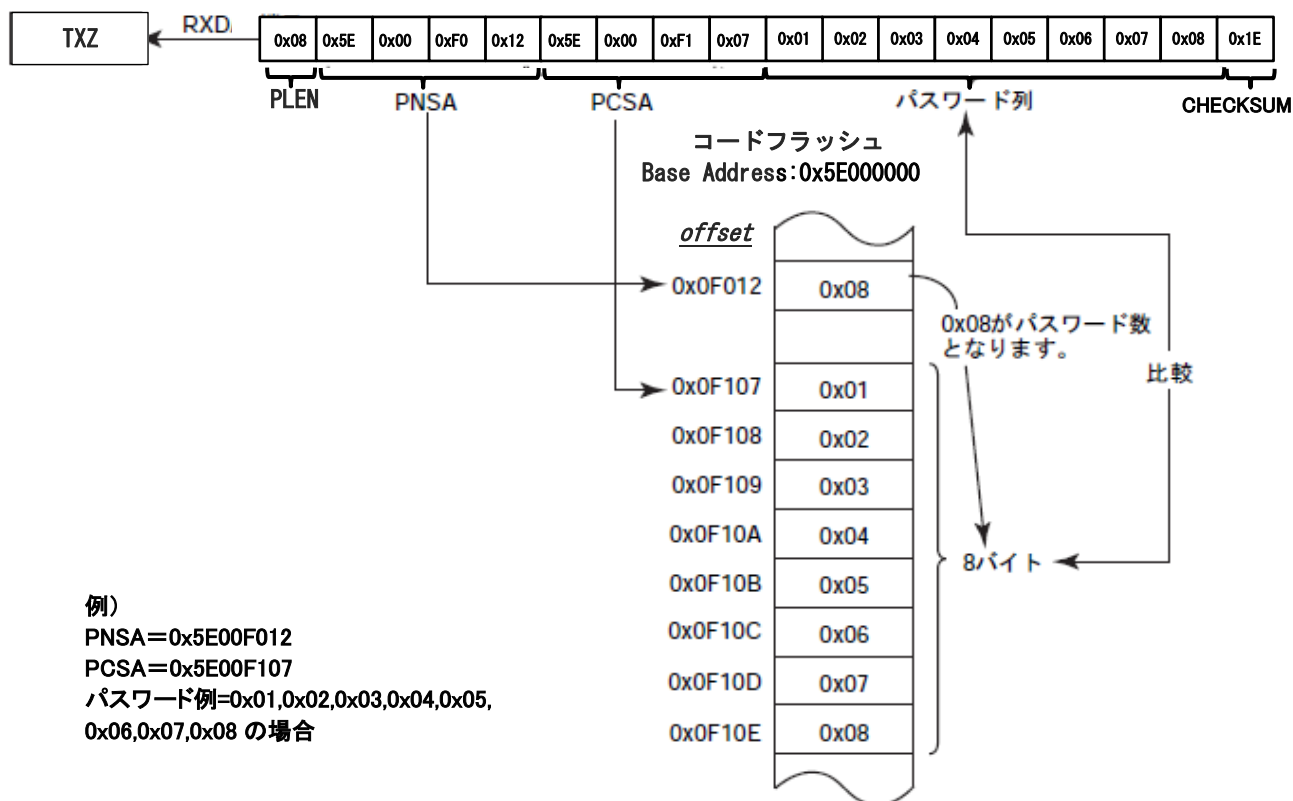 TXZ
RXD
0x08 0x5E 0x00 0xF0 0x12 0x5E 0x00 0xF1 0x07 0x01 0x02 0x03 0x04 0x05 0x06 0x07 0x08 0x1E
PLEN PNSA PCSA パスワード列 CHECKSUM
コードフラッシュ
Base Address:0x5E000000
offset
0x0F012 0x08
0x08がパスワード数
となります。
比較
0x0F107 0x01
0x0F108 0x02
0x0F109 0x03
0x0F10A 0x04
0x0F10B 0x05
8バイト
0x0F10C 0x06
0x0F10D 0x07
0x0F10E 0x08
例)
PNSA=0x5E00F012
PCSA=0x5E00F107
パスワード例=0x01,0x02,0x03,0x04,0x05,
0x06,0x07,0x08 の場合